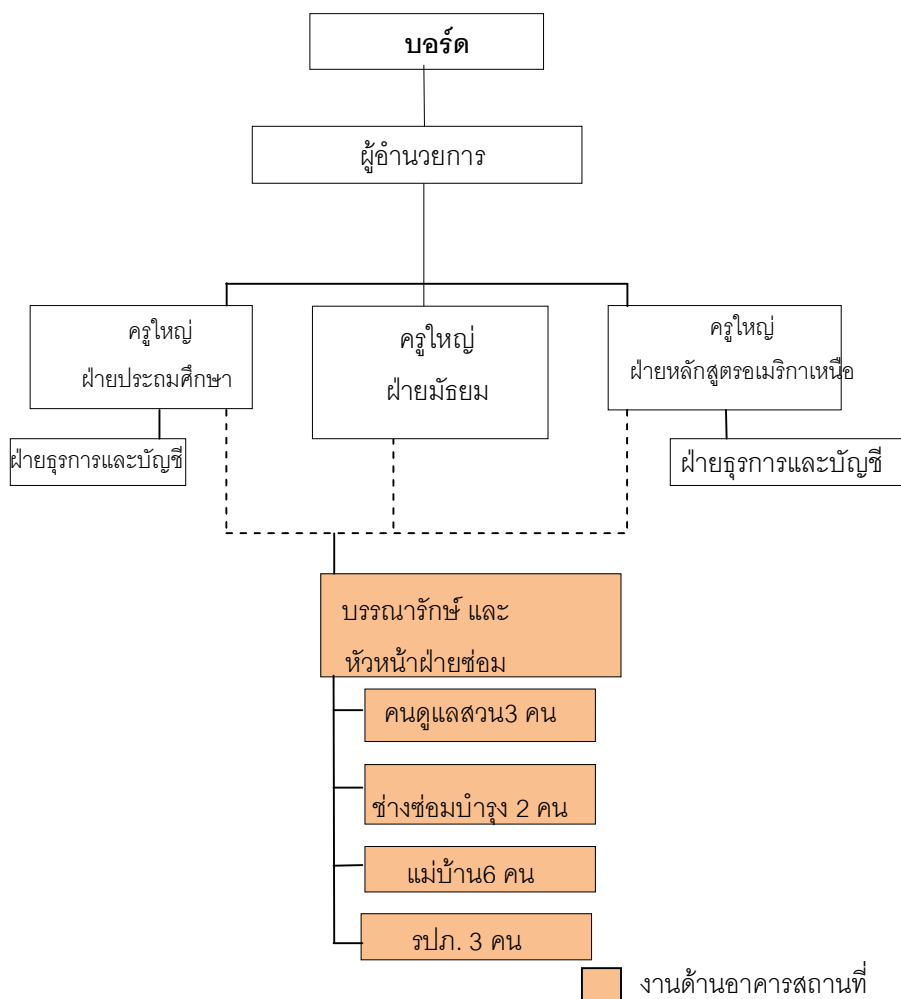 บอร์ด
ผู้อำนวยการ
ครูใหญ่
ฝ่ายประถมศึกษา
ครูใหญ่
ฝ่ายมัธยม
ครูใหญ่
ฝ่ายหลักสูตรอเมริกาเหนือ
ฝ่ายธุรการและบัญชี
ฝ่ายธุรการและบัญชี
บรรณารักษ์ และ
หัวหน้าฝ่ายซ่อม
คนดูแลสวน3 คน
ช่างซ่อมบำรุง 2 คน
แม่บ้าน6 คน
รปภ. 3 คน
งานด้านอาคารสถานที่